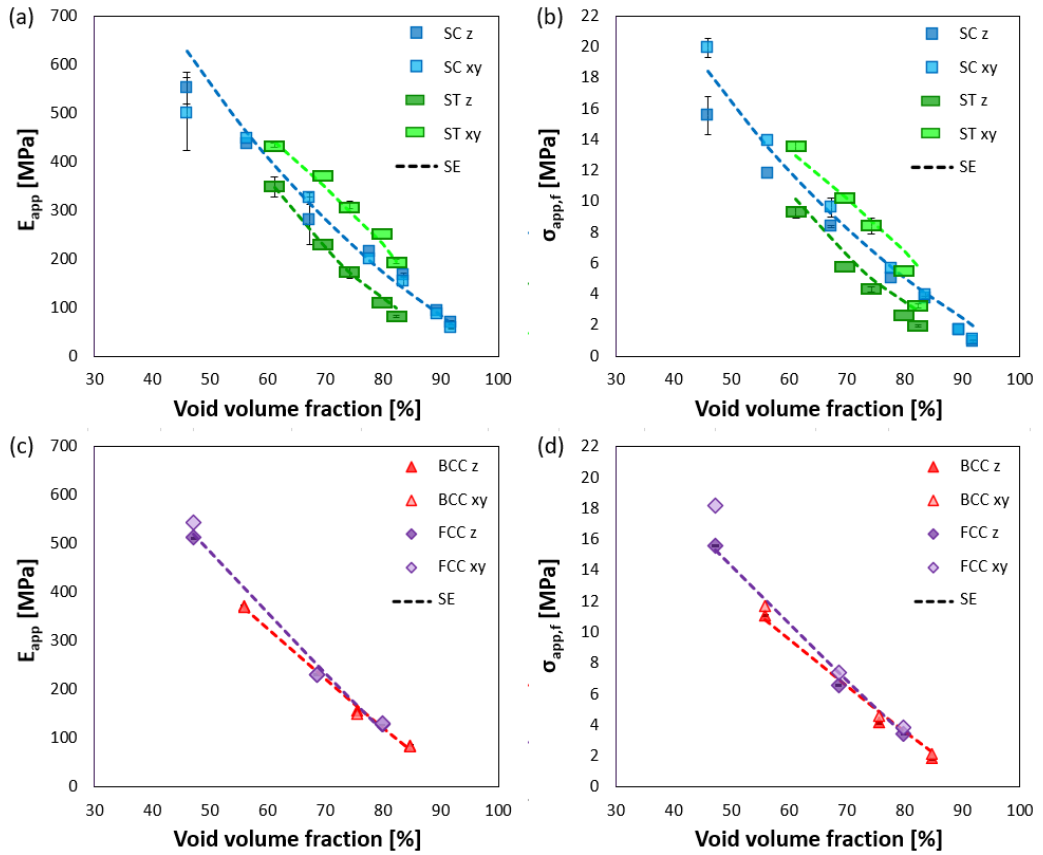 (a)
700
600
500
400
300
200
100
0
E_app [MPa]
30 40 50 60 70 80 90 100
Void volume fraction [%]
SC z
SC xy
ST z
ST xy
SE
(b)
22
20
18
16
14
12
10
8
6
4
2
0
σ_app,f [MPa]
30 40 50 60 70 80 90 100
Void volume fraction [%]
SC z
SC xy
ST z
ST xy
SE
(c)
700
600
500
400
300
200
100
0
E_app [MPa]
30 40 50 60 70 80 90 100
Void volume fraction [%]
BCC z
BCC xy
FCC z
FCC xy
SE
(d)
22
20
18
16
14
12
10
8
6
4
2
0
σ_app,f [MPa]
30 40 50 60 70 80 90 100
Void volume fraction [%]
BCC z
BCC xy
FCC z
FCC xy
SE